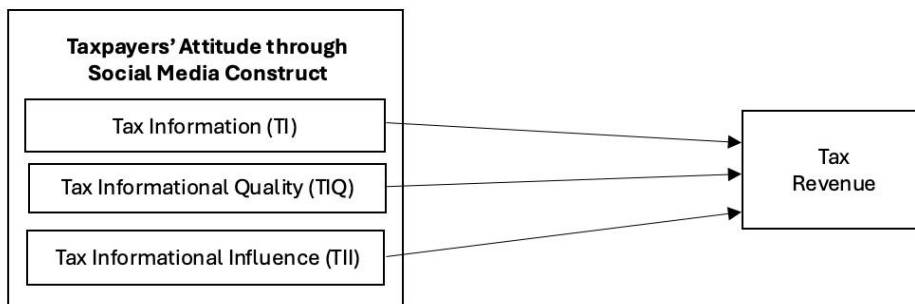 Taxpayers’ Attitude through
Social Media Construct
Tax Information (TI)
Tax Informational Quality (TIQ)
Tax Informational Influence (TII)
Tax
Revenue